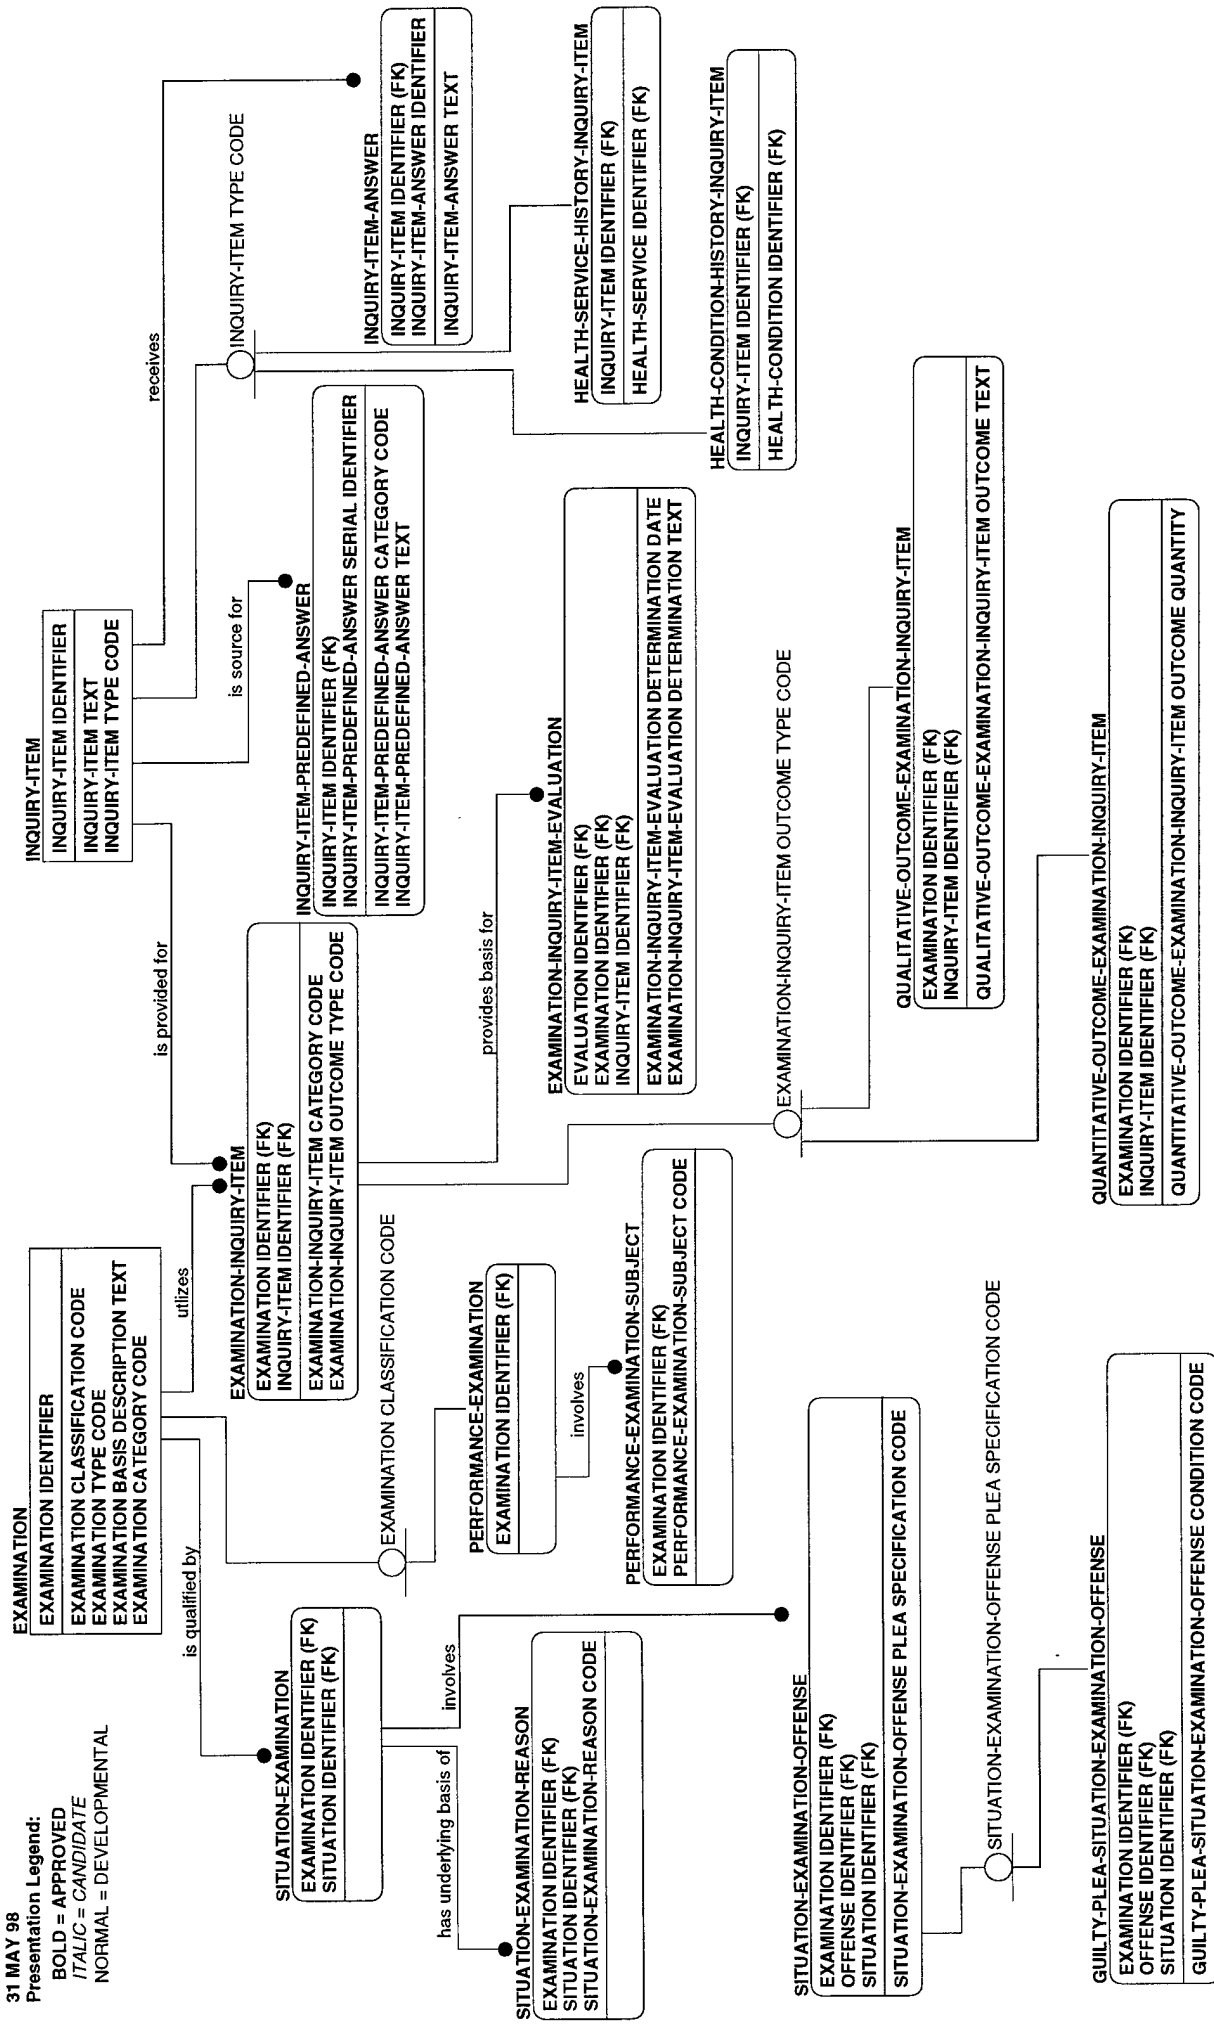 31 MAY 98
Presentation Legend:
BOLD = APPROVED
ITALIC = CANDIDATE
NORMAL = DEVELOPMENTAL
EXAMINATION
EXAMINATION IDENTIFIER
EXAMINATION CLASSIFICATION CODE
EXAMINATION TYPE CODE
EXAMINATION BASIS DESCRIPTION TEXT
EXAMINATION CATEGORY CODE
INQUIRY-ITEM
INQUIRY-ITEM IDENTIFIER
INQUIRY-ITEM TEXT
INQUIRY-ITEM TYPE CODE
is qualified by
utlizes
is provided for
is source for
receives
INQUIRY-ITEM TYPE CODE
SITUATION-EXAMINATION
EXAMINATION IDENTIFIER (FK)
SITUATION IDENTIFIER (FK)
EXAMINATION CLASSIFICATION CODE
EXAMINATION-INQUIRY-ITEM
EXAMINATION IDENTIFIER (FK)
INQUIRY-ITEM IDENTIFIER (FK)
EXAMINATION-INQUIRY-ITEM CATEGORY CODE
EXAMINATION-INQUIRY-ITEM OUTCOME TYPE CODE
INQUIRY-ITEM-PREDEFINED-ANSWER
INQUIRY-ITEM IDENTIFIER (FK)
INQUIRY-ITEM-PREDEFINED-ANSWER SERIAL IDENTIFIER
INQUIRY-ITEM-PREDEFINED-ANSWER CATEGORY CODE
INQUIRY-ITEM-PREDEFINED-ANSWER TEXT
INQUIRY-ITEM-ANSWER
INQUIRY-ITEM IDENTIFIER (FK)
INQUIRY-ITEM-ANSWER IDENTIFIER
INQUIRY-ITEM-ANSWER TEXT
has underlying basis of
involves
PERFORMANCE-EXAMINATION
EXAMINATION IDENTIFIER (FK)
involves
provides basis for
SITUATION-EXAMINATION-REASON
EXAMINATION IDENTIFIER (FK)
SITUATION IDENTIFIER (FK)
SITUATION-EXAMINATION-REASON CODE
PERFORMANCE-EXAMINATION-SUBJECT
EXAMINATION IDENTIFIER (FK)
PERFORMANCE-EXAMINATION-SUBJECT CODE
EXAMINATION-INQUIRY-ITEM-EVALUATION
EVALUATION IDENTIFIER (FK)
EXAMINATION IDENTIFIER (FK)
INQUIRY-ITEM IDENTIFIER (FK)
EXAMINATION-INQUIRY-ITEM-EVALUATION DETERMINATION DATE
EXAMINATION-INQUIRY-ITEM-EVALUATION DETERMINATION TEXT
HEALTH-SERVICE-HISTORY-INQUIRY-ITEM
INQUIRY-ITEM IDENTIFIER (FK)
HEALTH-SERVICE IDENTIFIER (FK)
HEALTH-CONDITION-HISTORY-INQUIRY-ITEM
INQUIRY-ITEM IDENTIFIER (FK)
HEALTH-CONDITION IDENTIFIER (FK)
EXAMINATION-INQUIRY-ITEM OUTCOME TYPE CODE
SITUATION-EXAMINATION-OFFENSE
EXAMINATION IDENTIFIER (FK)
OFFENSE IDENTIFIER (FK)
SITUATION IDENTIFIER (FK)
SITUATION-EXAMINATION-OFFENSE PLEA SPECIFICATION CODE
QUALITATIVE-OUTCOME-EXAMINATION-INQUIRY-ITEM
EXAMINATION IDENTIFIER (FK)
INQUIRY-ITEM IDENTIFIER (FK)
QUALITATIVE-OUTCOME-EXAMINATION-INQUIRY-ITEM OUTCOME TEXT
SITUATION-EXAMINATION-OFFENSE PLEA SPECIFICATION CODE
GUILTY-PLEA-SITUATION-EXAMINATION-OFFENSE
EXAMINATION IDENTIFIER (FK)
OFFENSE IDENTIFIER (FK)
SITUATION IDENTIFIER (FK)
GUILTY-PLEA-SITUATION-EXAMINATION-OFFENSE CONDITION CODE
QUANTITATIVE-OUTCOME-EXAMINATION-INQUIRY-ITEM
EXAMINATION IDENTIFIER (FK)
INQUIRY-ITEM IDENTIFIER (FK)
QUANTITATIVE-OUTCOME-EXAMINATION-INQUIRY-ITEM OUTCOME QUANTITY